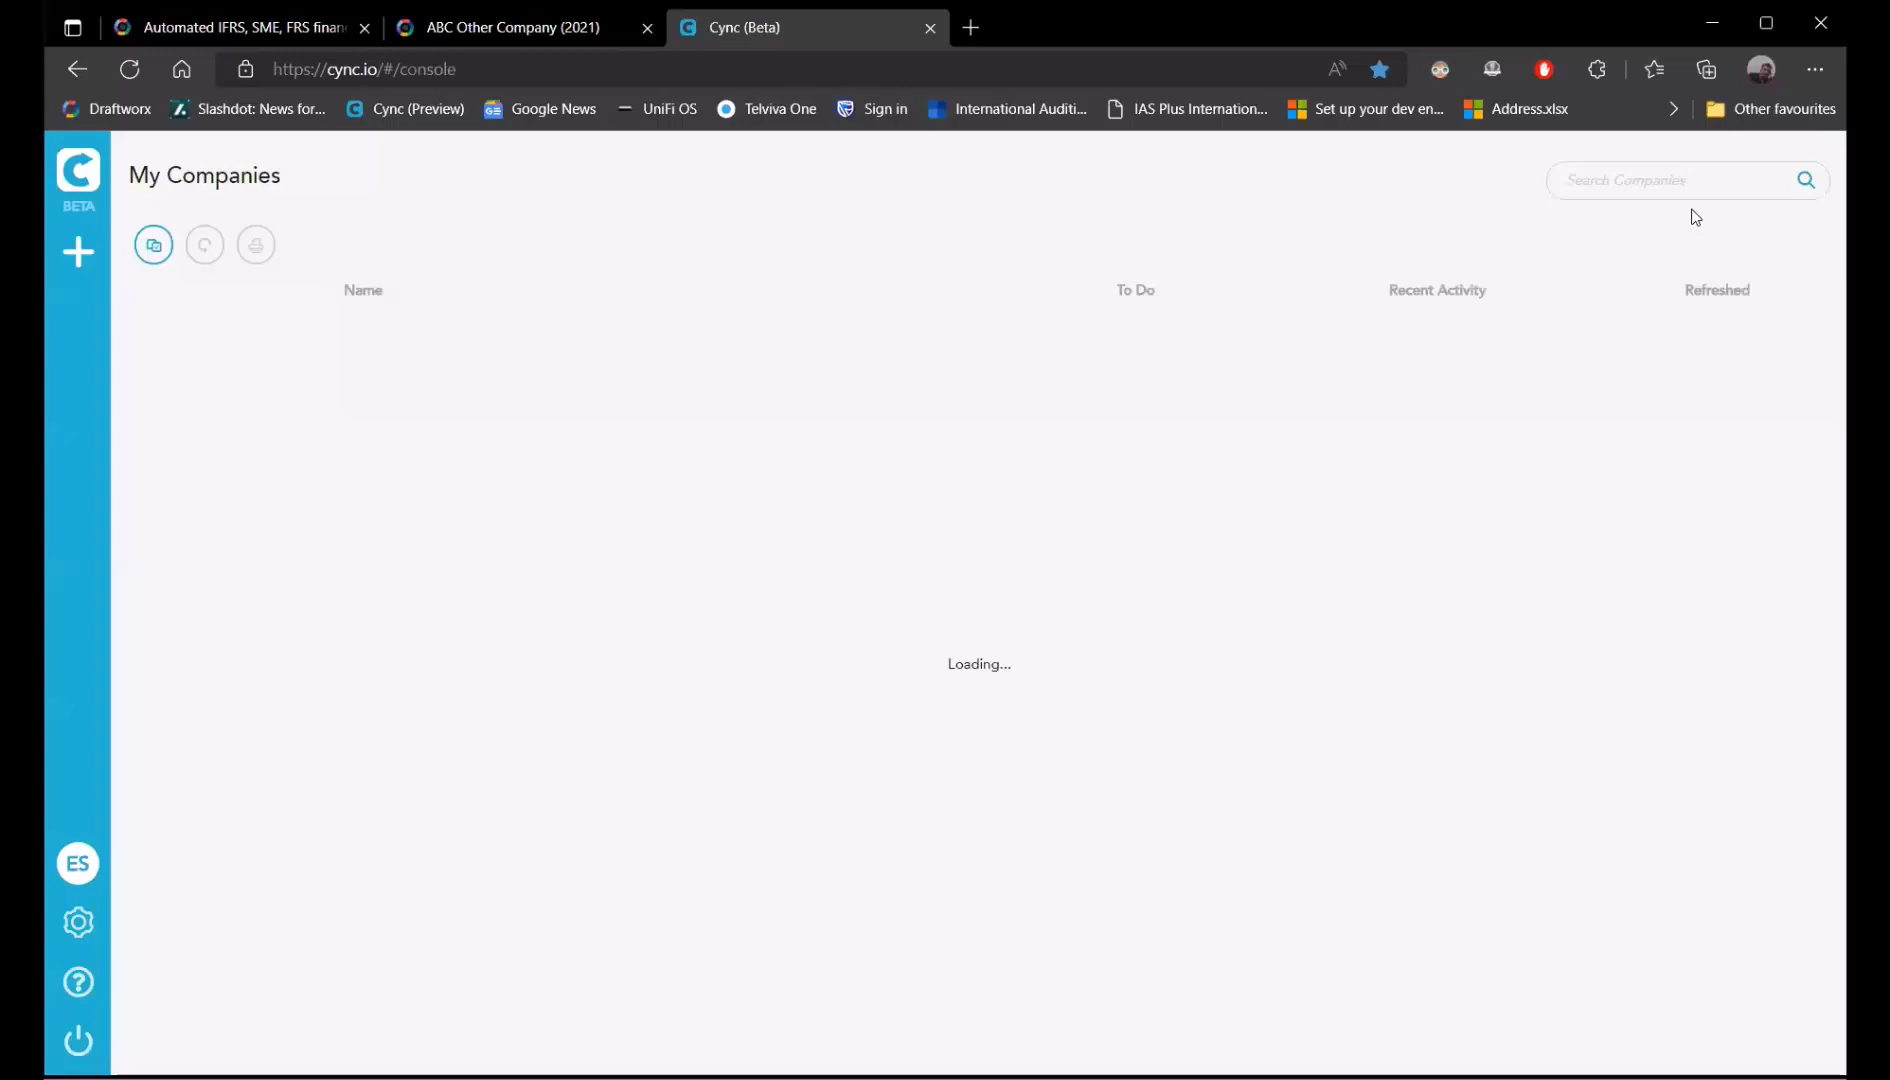 Automated IFRS, SME, FRS finan
ABC Other Company (2021)
Cync (Beta)
https://cync.io/#/console
Draftworx
Slashdot: News for...
Cync (Preview)
Google News
UniFi OS
Telviva One
Sign in
International Auditi...
IAS Plus Internation...
Set up your dev en...
Address.xlsx
Other favourites
BETA
My Companies
Search Companies
Name
To Do
Recent Activity
Refreshed
Loading...
ES